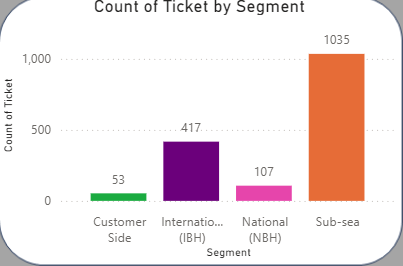 Count of Ticket by Segment
Count of Ticket
1,000
500
0
53
417
107
1035
Customer
Side
Internatio...
(IBH)
National
(NBH)
Sub-sea
Segment